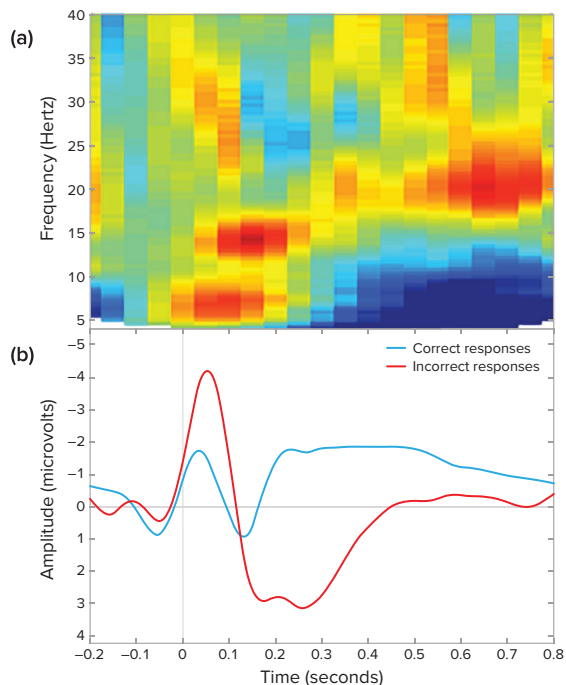 (a)
Frequency (Hertz)
40
35
30
25
20
15
10
5
(b)
Amplitude (microvolts)
−5
−4
−3
−2
−1
0
1
2
3
4
Correct responses
Incorrect responses
−0.2 −0.1 0 0.1 0.2 0.3 0.4 0.5 0.6 0.7 0.8
Time (seconds)